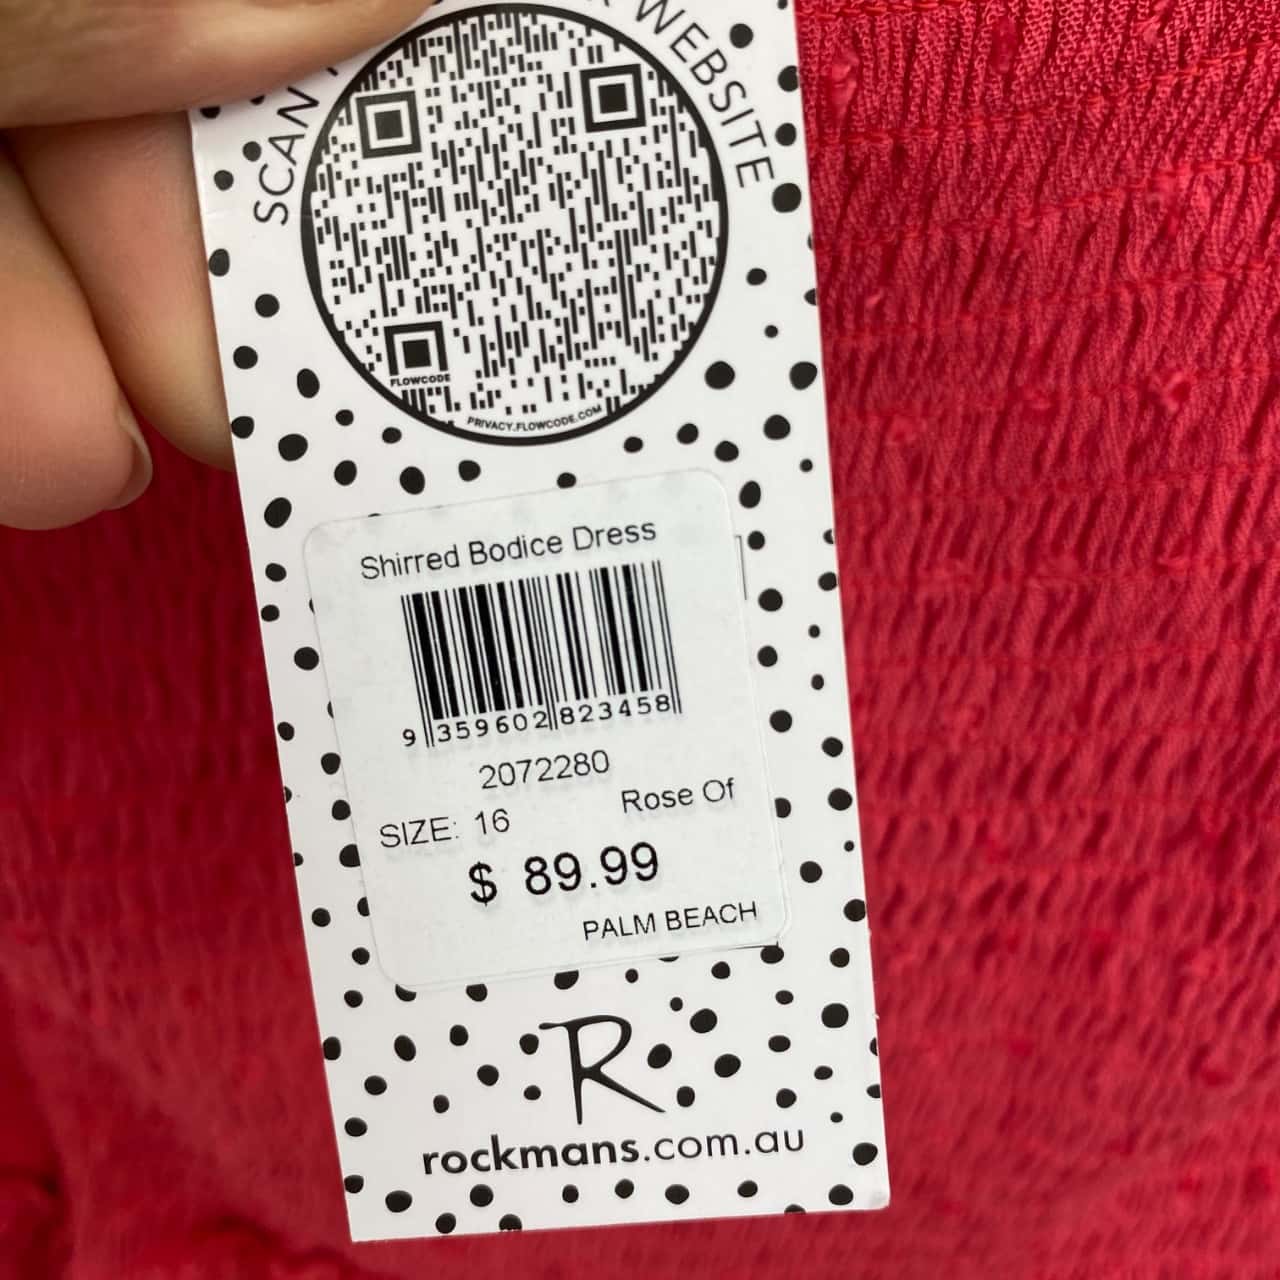 SCAN
WEBSITE
FLOWCODE
PRIVACY.FLOWCODE.COM
Shirred Bodice Dress
9 359602 823458
2072280
SIZE: 16 Rose Of
$ 89.99
PALM BEACH
R
rockmans.com.au